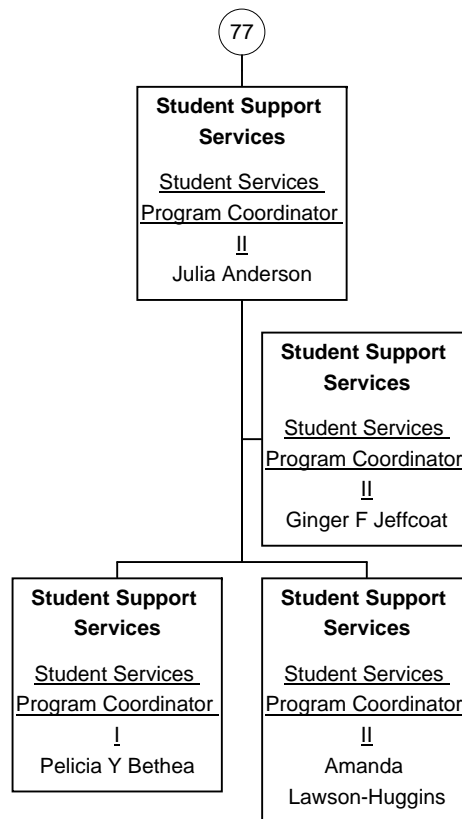 77
Student Support
Services
Student Services
Program Coordinator
II
Julia Anderson
Student Support
Services
Student Services
Program Coordinator
II
Ginger F Jeffcoat
Student Support
Services
Student Services
Program Coordinator
I
Pelicia Y Bethea
Student Support
Services
Student Services
Program Coordinator
II
Amanda
Lawson-Huggins